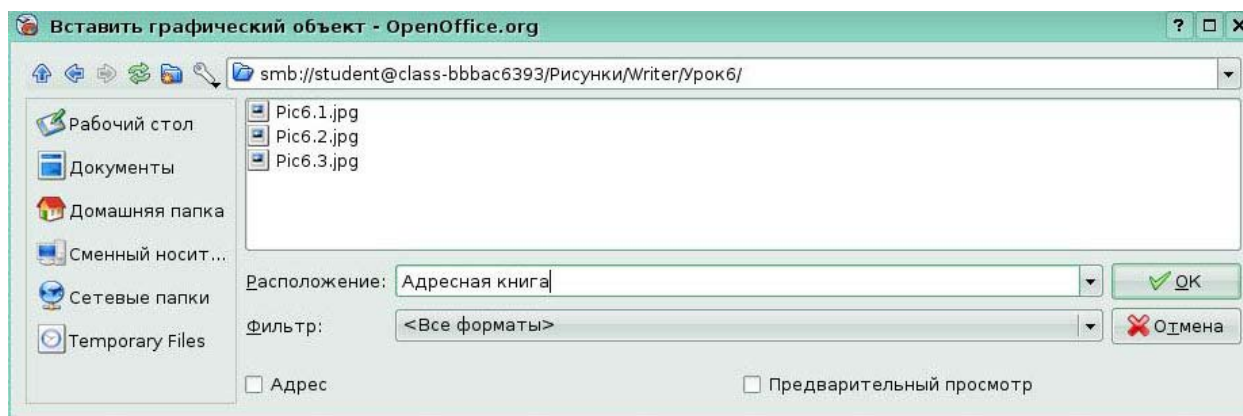 Вставить графический объект - OpenOffice.org
smb://student@class-bbbac6393/Рисунки/Writer/Урок6/
Рабочий стол
Документы
Домашняя папка
Сменный носит...
Сетевые папки
Temporary Files
Pic6.1.jpg
Pic6.2.jpg
Pic6.3.jpg
Расположение: Адресная книга OK
Фильтр: <Все форматы> Отмена
Адрес Предварительный просмотр